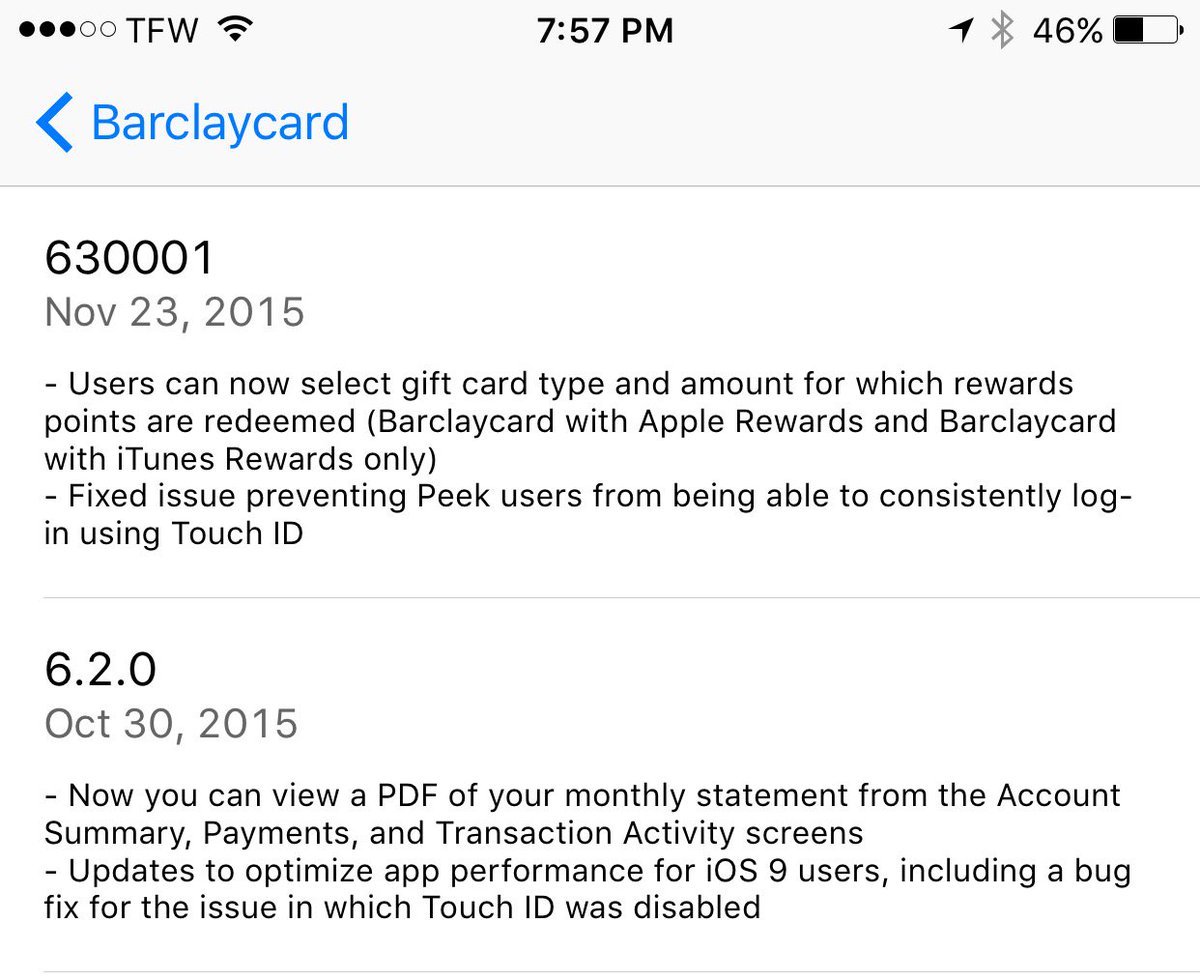 TFW 7:57 PM 46%
Barclaycard
630001
Nov 23, 2015
- Users can now select gift card type and amount for which rewards
points are redeemed (Barclaycard with Apple Rewards and Barclaycard
with iTunes Rewards only)
- Fixed issue preventing Peek users from being able to consistently log-
in using Touch ID
6.2.0
Oct 30, 2015
- Now you can view a PDF of your monthly statement from the Account
Summary, Payments, and Transaction Activity screens
- Updates to optimize app performance for iOS 9 users, including a bug
fix for the issue in which Touch ID was disabled